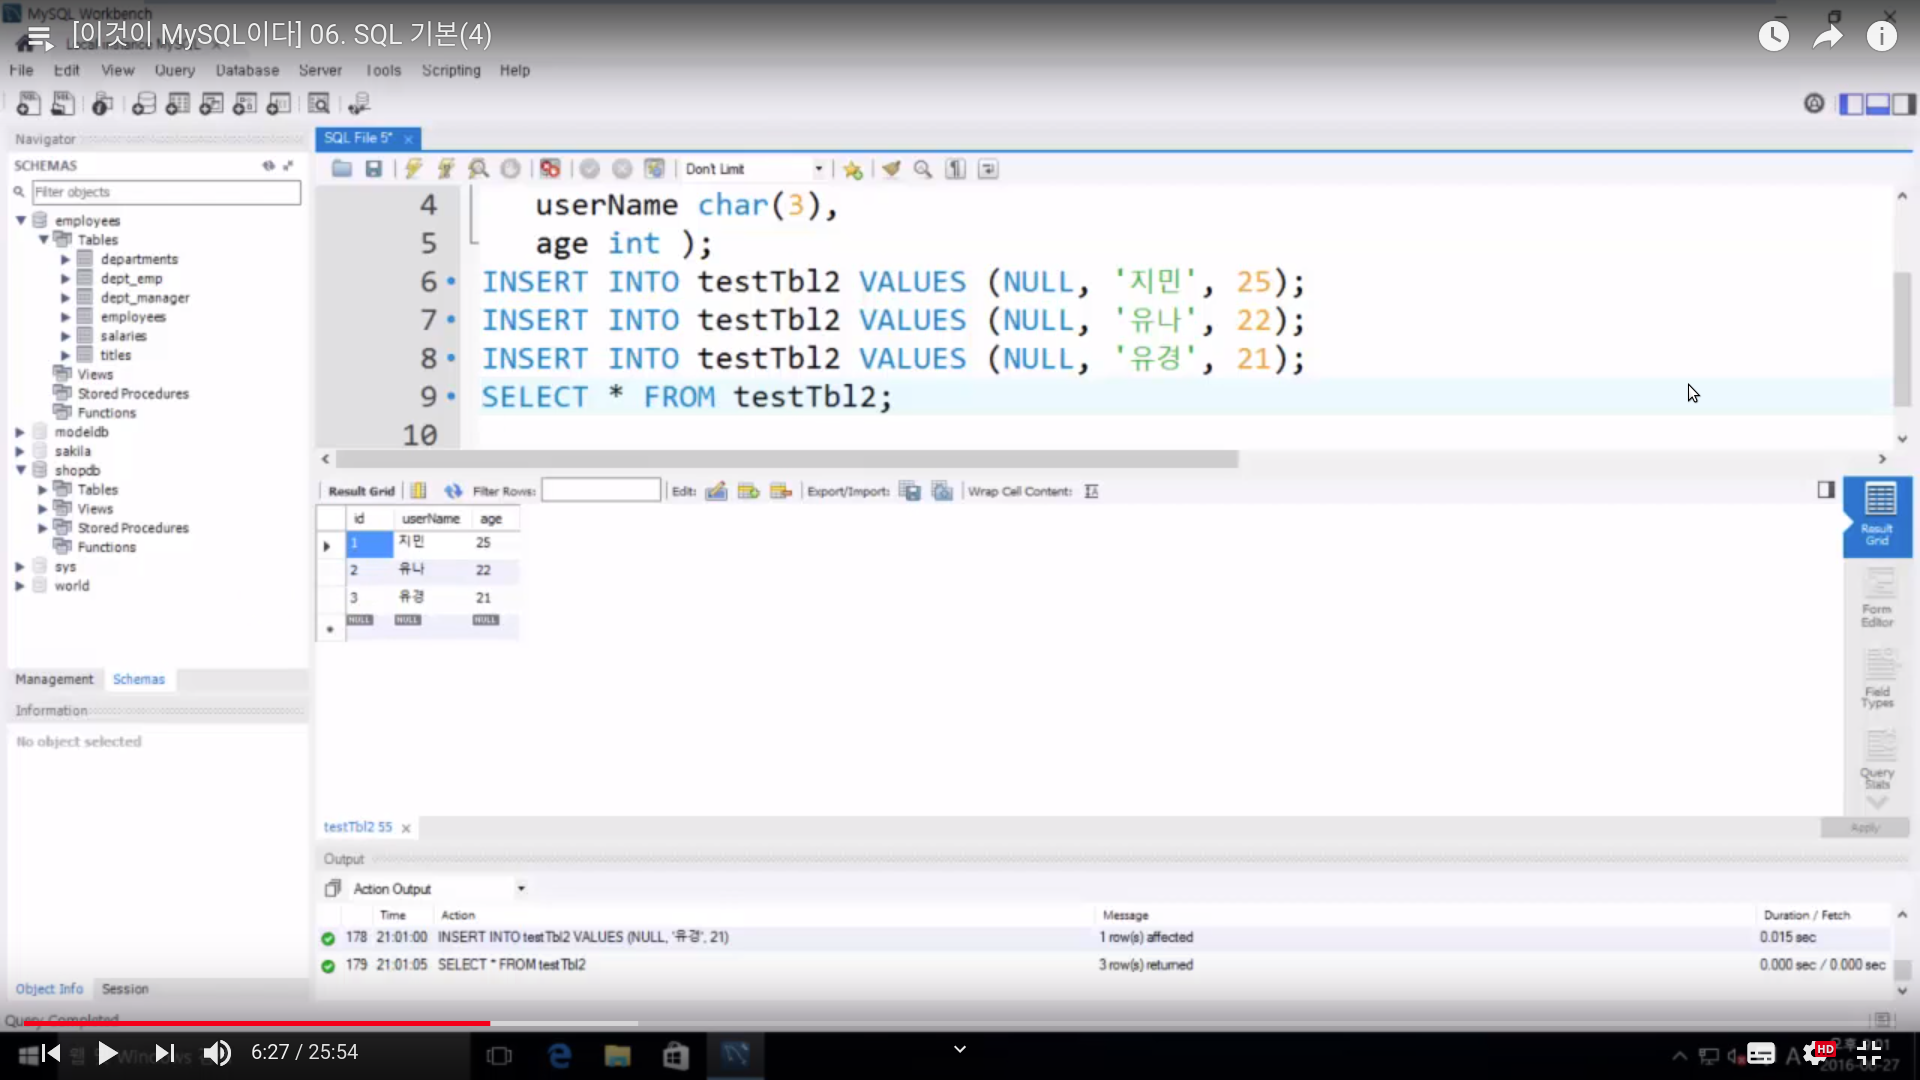 MySQL Workbench
[이것이 MySQL이다] 06. SQL 기본(4)
File Edit View Query Database Server Tools Scripting Help
Navigator
SCHEMAS
Filter objects
employees
Tables
departments
dept_emp
dept_manager
employees
salaries
titles
Views
Stored Procedures
Functions
modeldb
sakila
shopdb
Tables
Views
Stored Procedures
Functions
sys
world
Management Schemas
Information
No object selected
Object Info Session
SQL File 5* ×
Don't Limit
4 userName char(3),
5 age int );
6 INSERT INTO testTbl2 VALUES (NULL, '지민', 25);
7 INSERT INTO testTbl2 VALUES (NULL, '유나', 22);
8 INSERT INTO testTbl2 VALUES (NULL, '유경', 21);
9 SELECT * FROM testTbl2;
10
Result Grid Filter Rows: Edit: Export/Import: Wrap Cell Content:
id userName age
1 지민 25
2 유나 22
3 유경 21
NULL NULL NULL
Result Grid
Form Editor
Field Types
Query Stats
testTbl2 55 ×
Apply
Output
Action Output
Time Action Message Duration / Fetch
178 21:01:00 INSERT INTO testTbl2 VALUES (NULL, '유경', 21) 1 row(s) affected 0.015 sec
179 21:01:05 SELECT * FROM testTbl2 3 row(s) returned 0.000 sec / 0.000 sec
Query Completed
6:27 / 25:54
HD